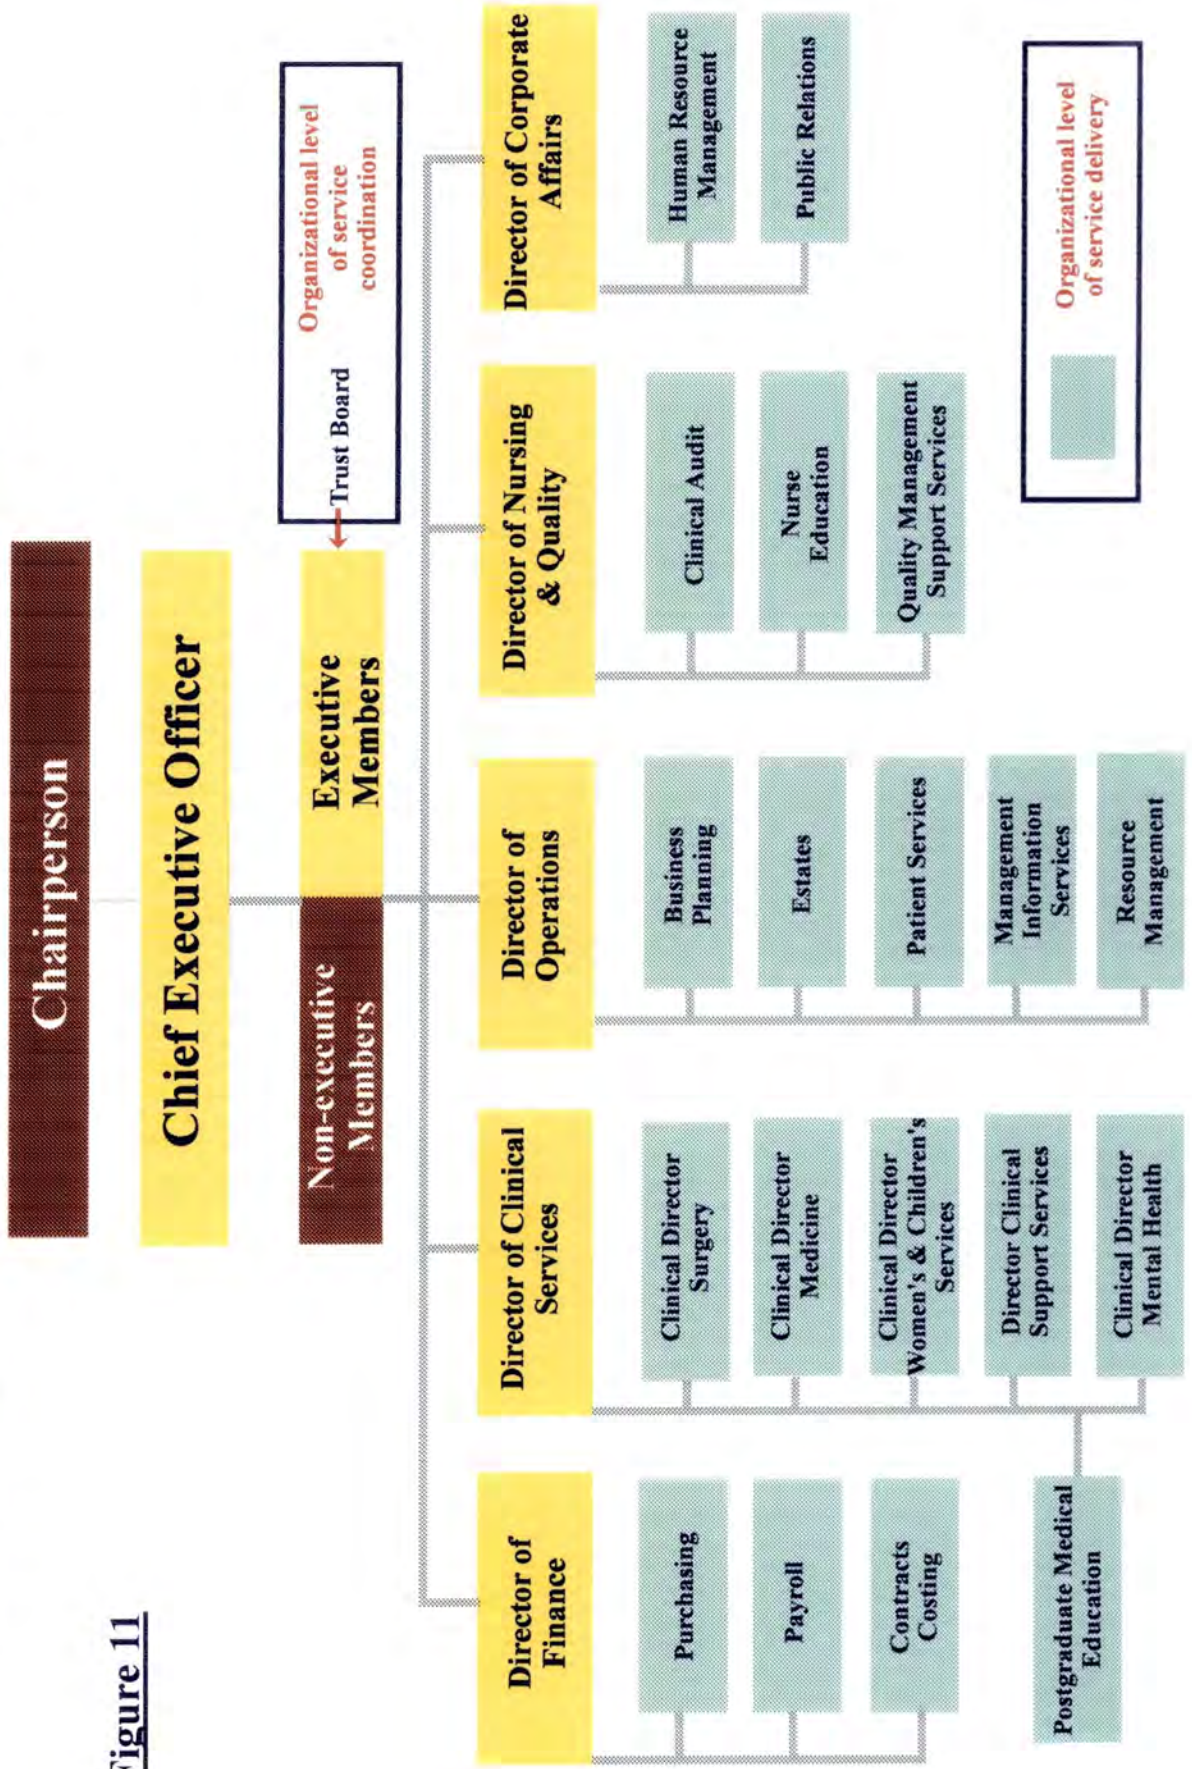 Figure 11
Chairperson
Chief Executive Officer
Non-executive
Members
Executive
Members
Trust Board
Organizational level
of service
coordination
Director of
Finance
Purchasing
Payroll
Contracts
Costing
Director of Clinical
Services
Clinical Director
Surgery
Clinical Director
Medicine
Clinical Director
Women's & Children's
Services
Director Clinical
Support Services
Clinical Director
Mental Health
Postgraduate Medical
Education
Director of
Operations
Business
Planning
Estates
Patient Services
Management
Information
Services
Resource
Management
Director of Nursing
& Quality
Clinical Audit
Nurse
Education
Quality Management
Support Services
Director of Corporate
Affairs
Human Resource
Management
Public Relations
Organizational level
of service delivery